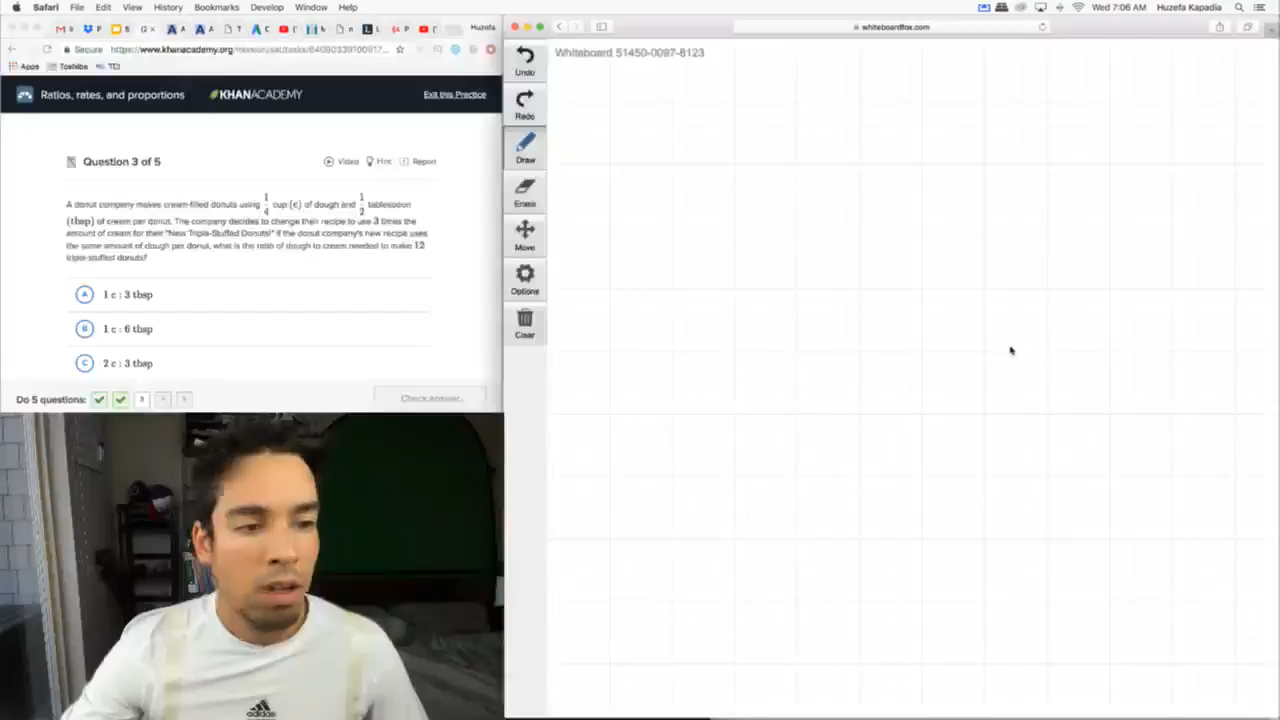 Safari File Edit View History Bookmarks Develop Window Help
Wed 7:06 AM Huzefa Kapadia
Huzefa
whiteboardfox.com
Secure
Apps Toshiba TCI
Whiteboard 51450-0097-8123
Ratios, rates, and proportions
KHANACADEMY
Exit this Practice
Question 3 of 5
Video Hint Report
A donut company makes cream-filled donuts using 1/4 cup (c) of dough and 1/2 tablespoon
(tbsp) of cream per donut. The company decides to change their recipe to use 3 times the
amount of cream for their "New Triple-Stuffed Donuts!" If the donut company's new recipe uses
the same amount of dough per donut, what is the ratio of dough to cream needed to make 12
triple-stuffed donuts?
A 1 c : 3 tbsp
B 1 c : 6 tbsp
C 2 c : 3 tbsp
Do 5 questions: 3
Check answer
Undo
Redo
Draw
Erase
Move
Options
Clear
adidas